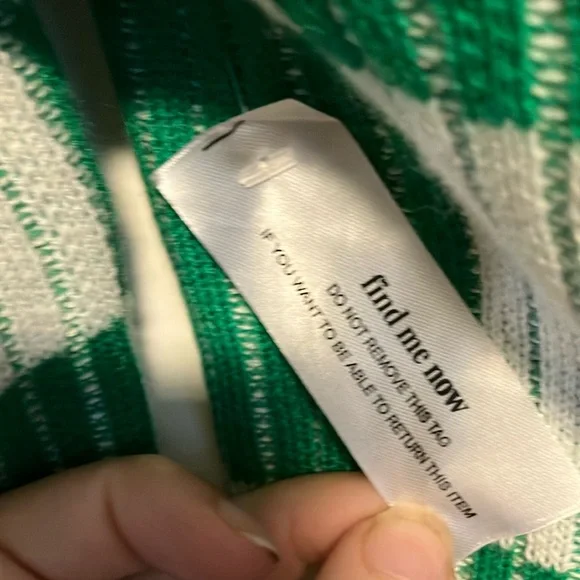 find me now
DO NOT REMOVE THIS TAG
IF YOU WANT TO BE ABLE TO RETURN THIS ITEM